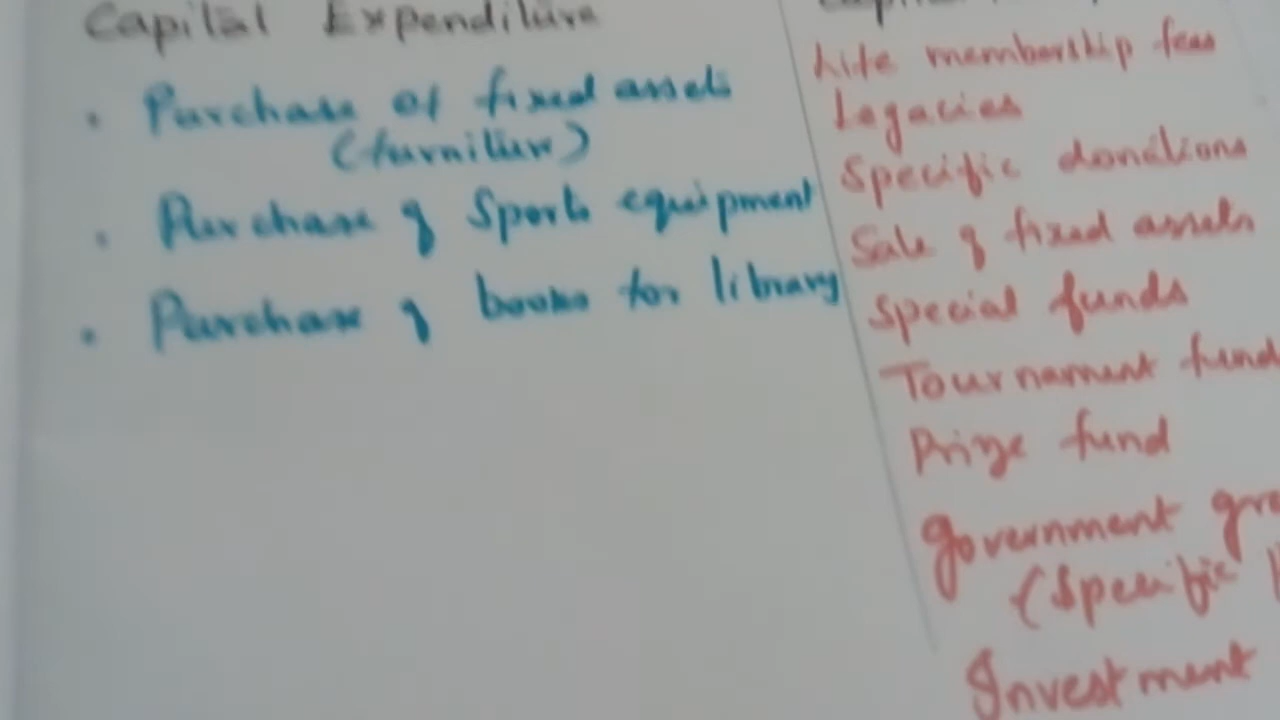 Capital Expenditure
Purchase of fixed assets
(furniture)
Purchase of Sports equipment
Purchase of books for library
Life membership fees
Legacies
Specific donations
Sale of fixed assets
Special funds
Tournament fund
Prize fund
Government
(Specific
Investment